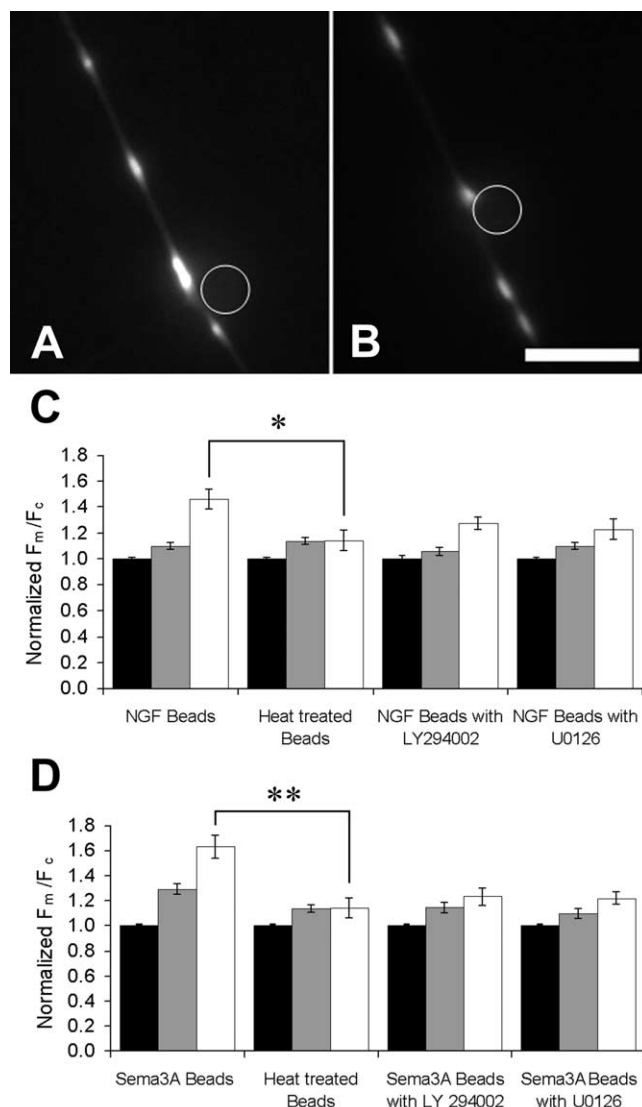 A
B
C
*
1.8
1.6
1.4
1.2
1.0
0.8
0.6
0.4
0.2
0.0
Normalized Fm/Fc
NGF Beads
Heat treated Beads
NGF Beads with LY294002
NGF Beads with U0126
D
**
1.8
1.6
1.4
1.2
1.0
0.8
0.6
0.4
0.2
0.0
Normalized Fm/Fc
Sema3A Beads
Heat treated Beads
Sema3A Beads with LY 294002
Sema3A Beads with U0126